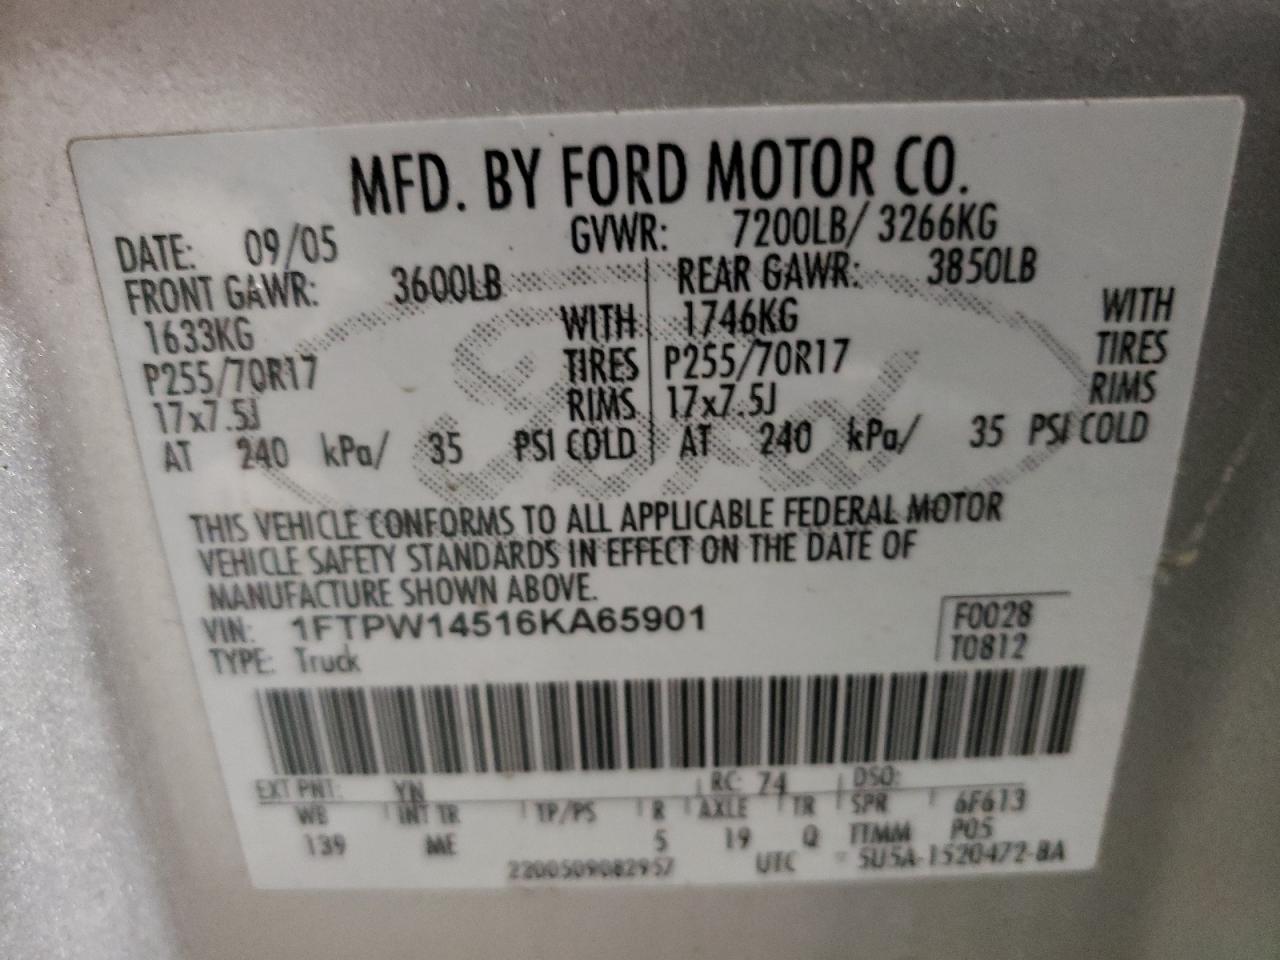 MFD. BY FORD MOTOR CO.
DATE: 09/05 GVWR: 7200LB/ 3266KG
FRONT GAWR: 3600LB REAR GAWR: 3850LB
1633KG WITH 1746KG WITH
P255/70R17 TIRES P255/70R17 TIRES
17x7.5J RIMS 17x7.5J RIMS
AT 240 kPa/ 35 PSI COLD AT 240 kPa/ 35 PSI COLD
THIS VEHICLE CONFORMS TO ALL APPLICABLE FEDERAL MOTOR
VEHICLE SAFETY STANDARDS IN EFFECT ON THE DATE OF
MANUFACTURE SHOWN ABOVE.
VIN: 1FTPW14516KA65901 F0028
TYPE: Truck T0812
EXT PNT: YN RC: 74 DSO:
WB INT TR TP/PS R AXLE TR SPR 6F613
139 ME 5 19 Q TTMM P05
2200509082957 UTC 5U5A-1520472-BA
Ford